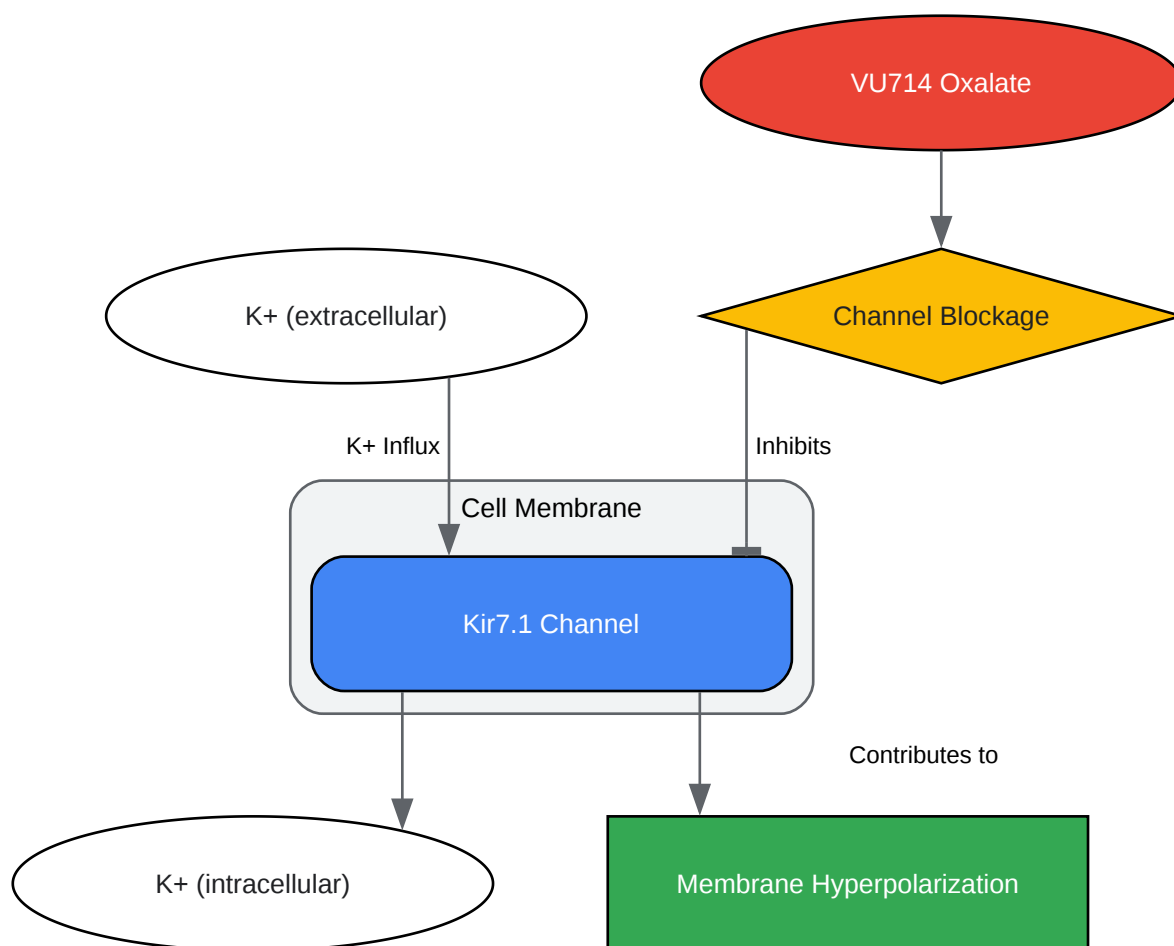 VU714 Oxalate
K+ (extracellular)
Channel Blockage
K+ Influx
Inhibits
Cell Membrane
Kir7.1 Channel
Contributes to
K+ (intracellular)
Membrane Hyperpolarization